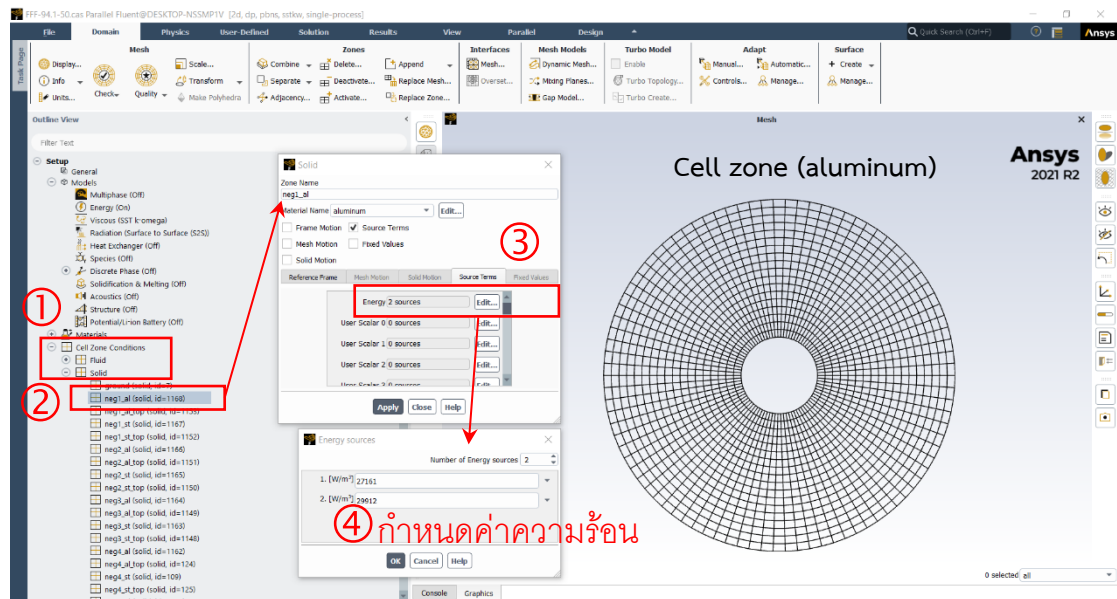 FFF-94.1-50.cas Parallel Fluent@DESKTOP-NSSMP1V [2d, dp, pbns, sstkw, single-process]
File Domain Physics User-Defined Solution Results View Parallel Design Quick Search (Ctrl+F) Ansys
Task Page
Mesh Zones Interfaces Mesh Models Turbo Model Adapt Surface
Display... Scale... Combine Delete... Append Mesh... Dynamic Mesh... Enable Manual... Automatic... + Create
Info Transform Separate Deactivate... Replace Mesh... Overset... Mixing Planes... Turbo Topology... Controls... Manage... Manage...
Units... Check Quality Make Polyhedra Adjacency... Activate... Replace Zone... Gap Model... Turbo Create...
Outline View <
Filter Text
Setup
General
Models
Multiphase (Off)
Energy (On)
Viscous (SST k-omega)
Radiation (Surface to Surface (S2S))
Heat Exchanger (Off)
Species (Off)
Discrete Phase (Off)
Solidification & Melting (Off)
Acoustics (Off)
Structure (Off)
Potential/Li-ion Battery (Off)
Materials
Cell Zone Conditions
Fluid
Solid
ground (solid, id=7)
neg1_al (solid, id=1168)
neg1_al_top (solid, id=1153)
neg1_st (solid, id=1167)
neg1_st_top (solid, id=1152)
neg2_al (solid, id=1166)
neg2_al_top (solid, id=1151)
neg2_st (solid, id=1165)
neg2_st_top (solid, id=1150)
neg3_al (solid, id=1164)
neg3_al_top (solid, id=1149)
neg3_st (solid, id=1163)
neg3_st_top (solid, id=1148)
neg4_al (solid, id=1162)
neg4_al_top (solid, id=124)
neg4_st (solid, id=109)
neg4_st_top (solid, id=125)
①
②
Solid
Zone Name
neg1_al
Material Name aluminum Edit...
Frame Motion Source Terms
Mesh Motion Fixed Values
Solid Motion
③
Reference Frame Mesh Motion Solid Motion Source Terms Fixed Values
Energy 2 sources Edit...
User Scalar 0 0 sources Edit...
User Scalar 1 0 sources Edit...
User Scalar 2 0 sources Edit...
User Scalar 3 0 sources Edit...
Apply Close Help
Energy sources
Number of Energy sources 2
1. [W/m³] 27161
2. [W/m³] 29912
④ กำหนดค่าความร้อน
OK Cancel Help
Mesh
Cell zone (aluminum)
Ansys
2021 R2
0 selected all
Console Graphics